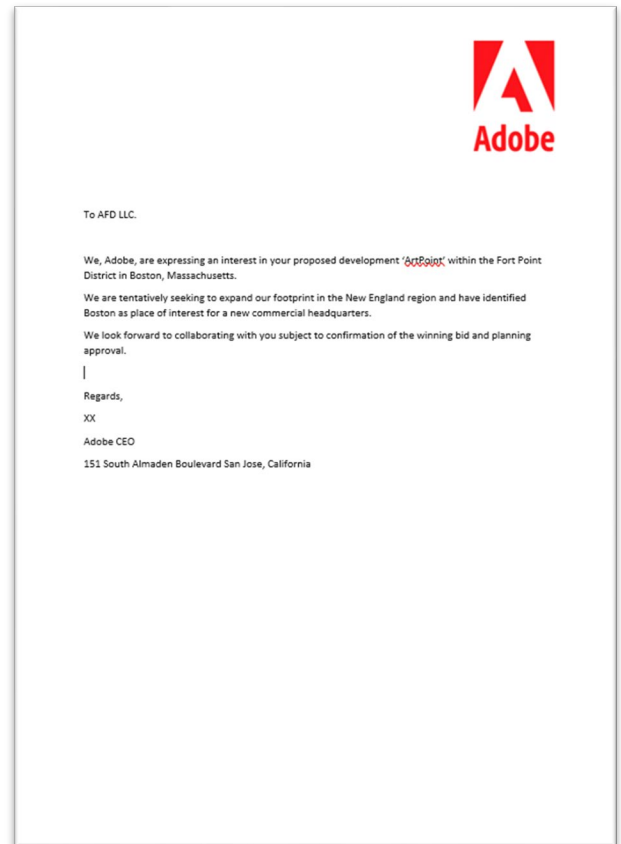 Adobe
To AFD LLC.
We, Adobe, are expressing an interest in your proposed development ‘ArtPoint’ within the Fort Point
District in Boston, Massachusetts.
We are tentatively seeking to expand our footprint in the New England region and have identified
Boston as place of interest for a new commercial headquarters.
We look forward to collaborating with you subject to confirmation of the winning bid and planning
approval.
Regards,
XX
Adobe CEO
151 South Almaden Boulevard San Jose, California